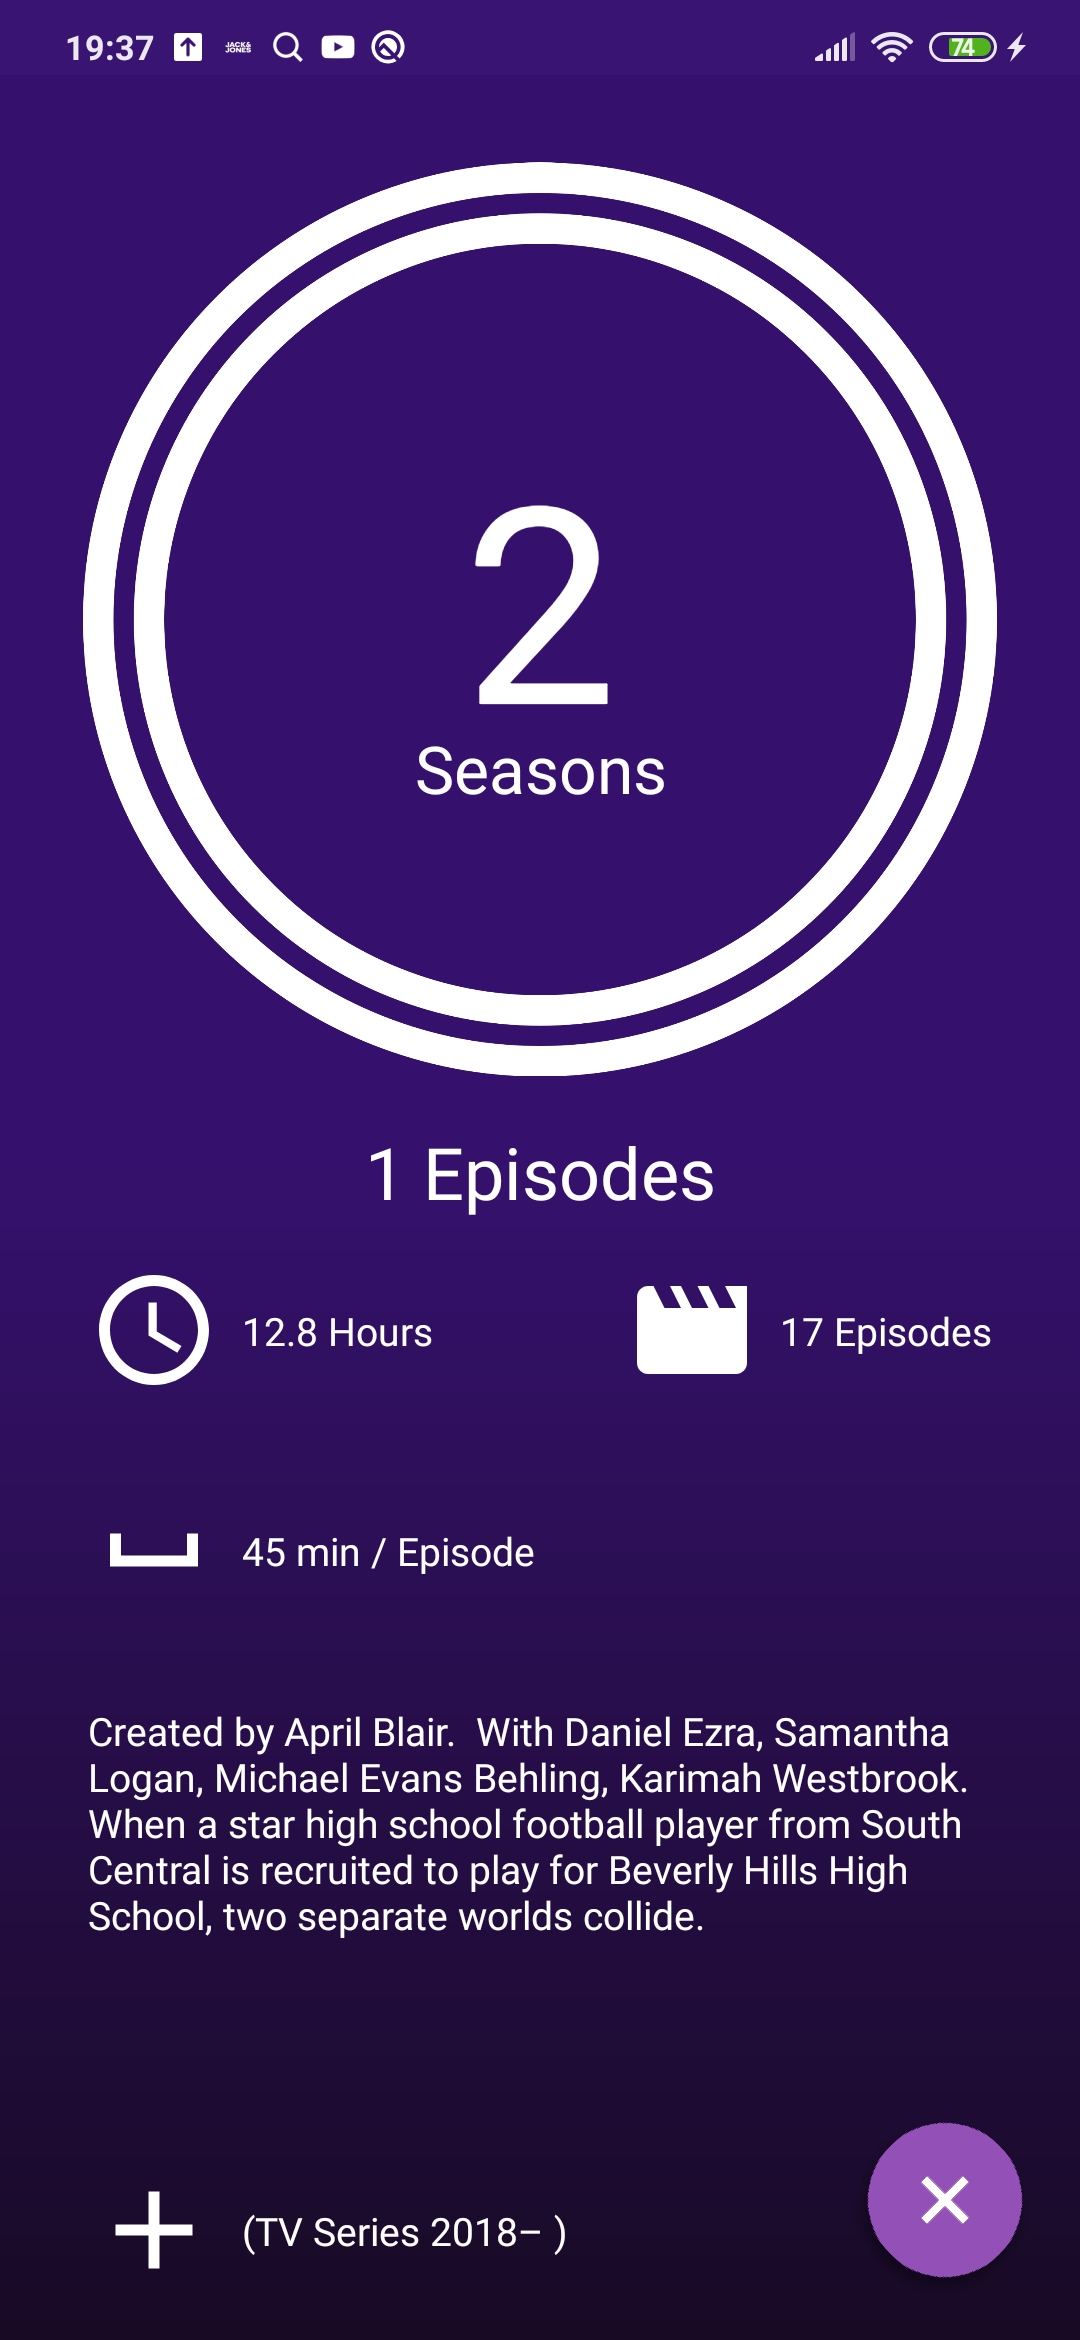 19:37 JACK& JONES 74
2
Seasons
1 Episodes
12.8 Hours 17 Episodes
45 min / Episode
Created by April Blair.  With Daniel Ezra, Samantha
Logan, Michael Evans Behling, Karimah Westbrook.
When a star high school football player from South
Central is recruited to play for Beverly Hills High
School, two separate worlds collide.
(TV Series 2018– )